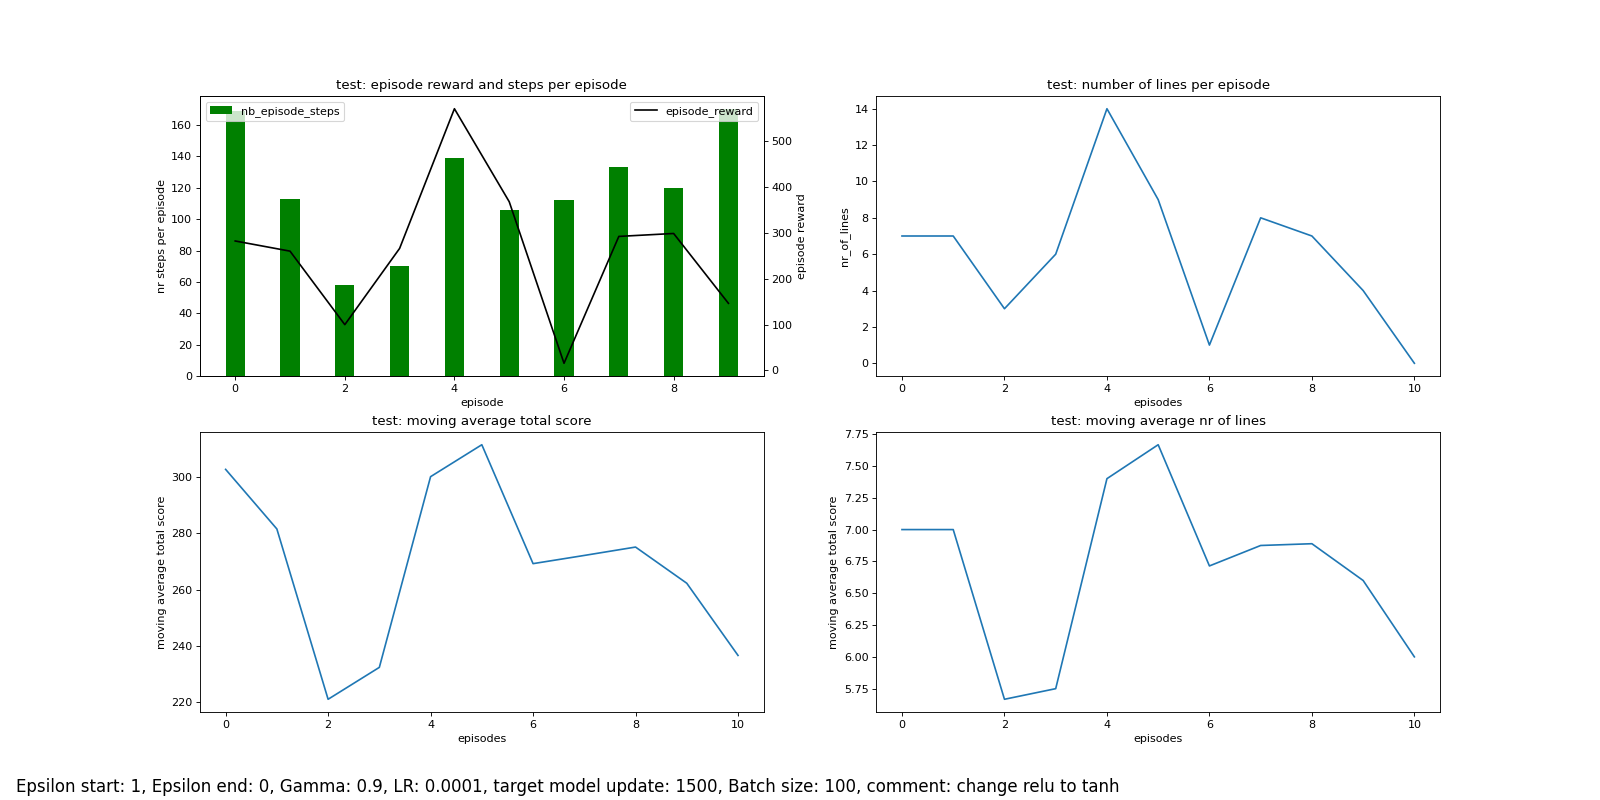 test: episode reward and steps per episode
nb_episode_steps
episode_reward
nr steps per episode
160
140
120
100
80
60
40
20
0
500
400
300
200
100
0
episode reward
0 2 4 6 8
episode
test: number of lines per episode
nr_of_lines
14
12
10
8
6
4
2
0
0 2 4 6 8 10
episodes
test: moving average total score
moving average total score
300
280
260
240
220
0 2 4 6 8 10
episodes
test: moving average nr of lines
moving average total score
7.75
7.50
7.25
7.00
6.75
6.50
6.25
6.00
5.75
0 2 4 6 8 10
episodes
Epsilon start: 1, Epsilon end: 0, Gamma: 0.9, LR: 0.0001, target model update: 1500, Batch size: 100, comment: change relu to tanh